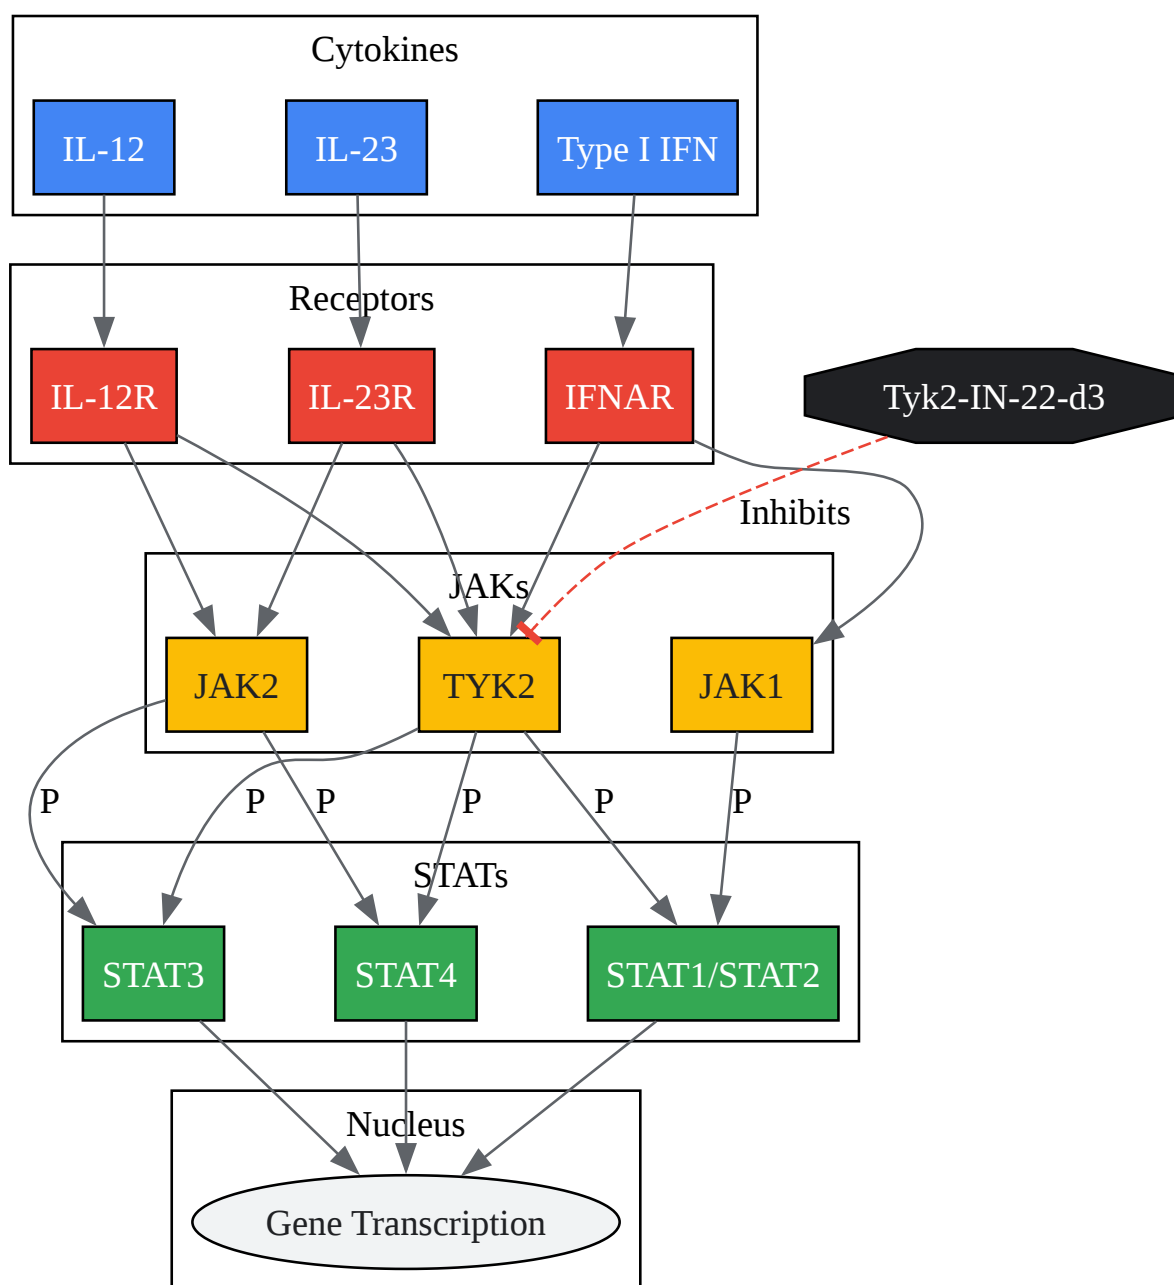 Cytokines
IL-12
IL-23
Type I IFN
Receptors
IL-12R
IL-23R
IFNAR
Tyk2-IN-22-d3
Inhibits
JAKs
JAK2
TYK2
JAK1
P
P
P
P
P
P
STATs
STAT3
STAT4
STAT1/STAT2
Nucleus
Gene Transcription